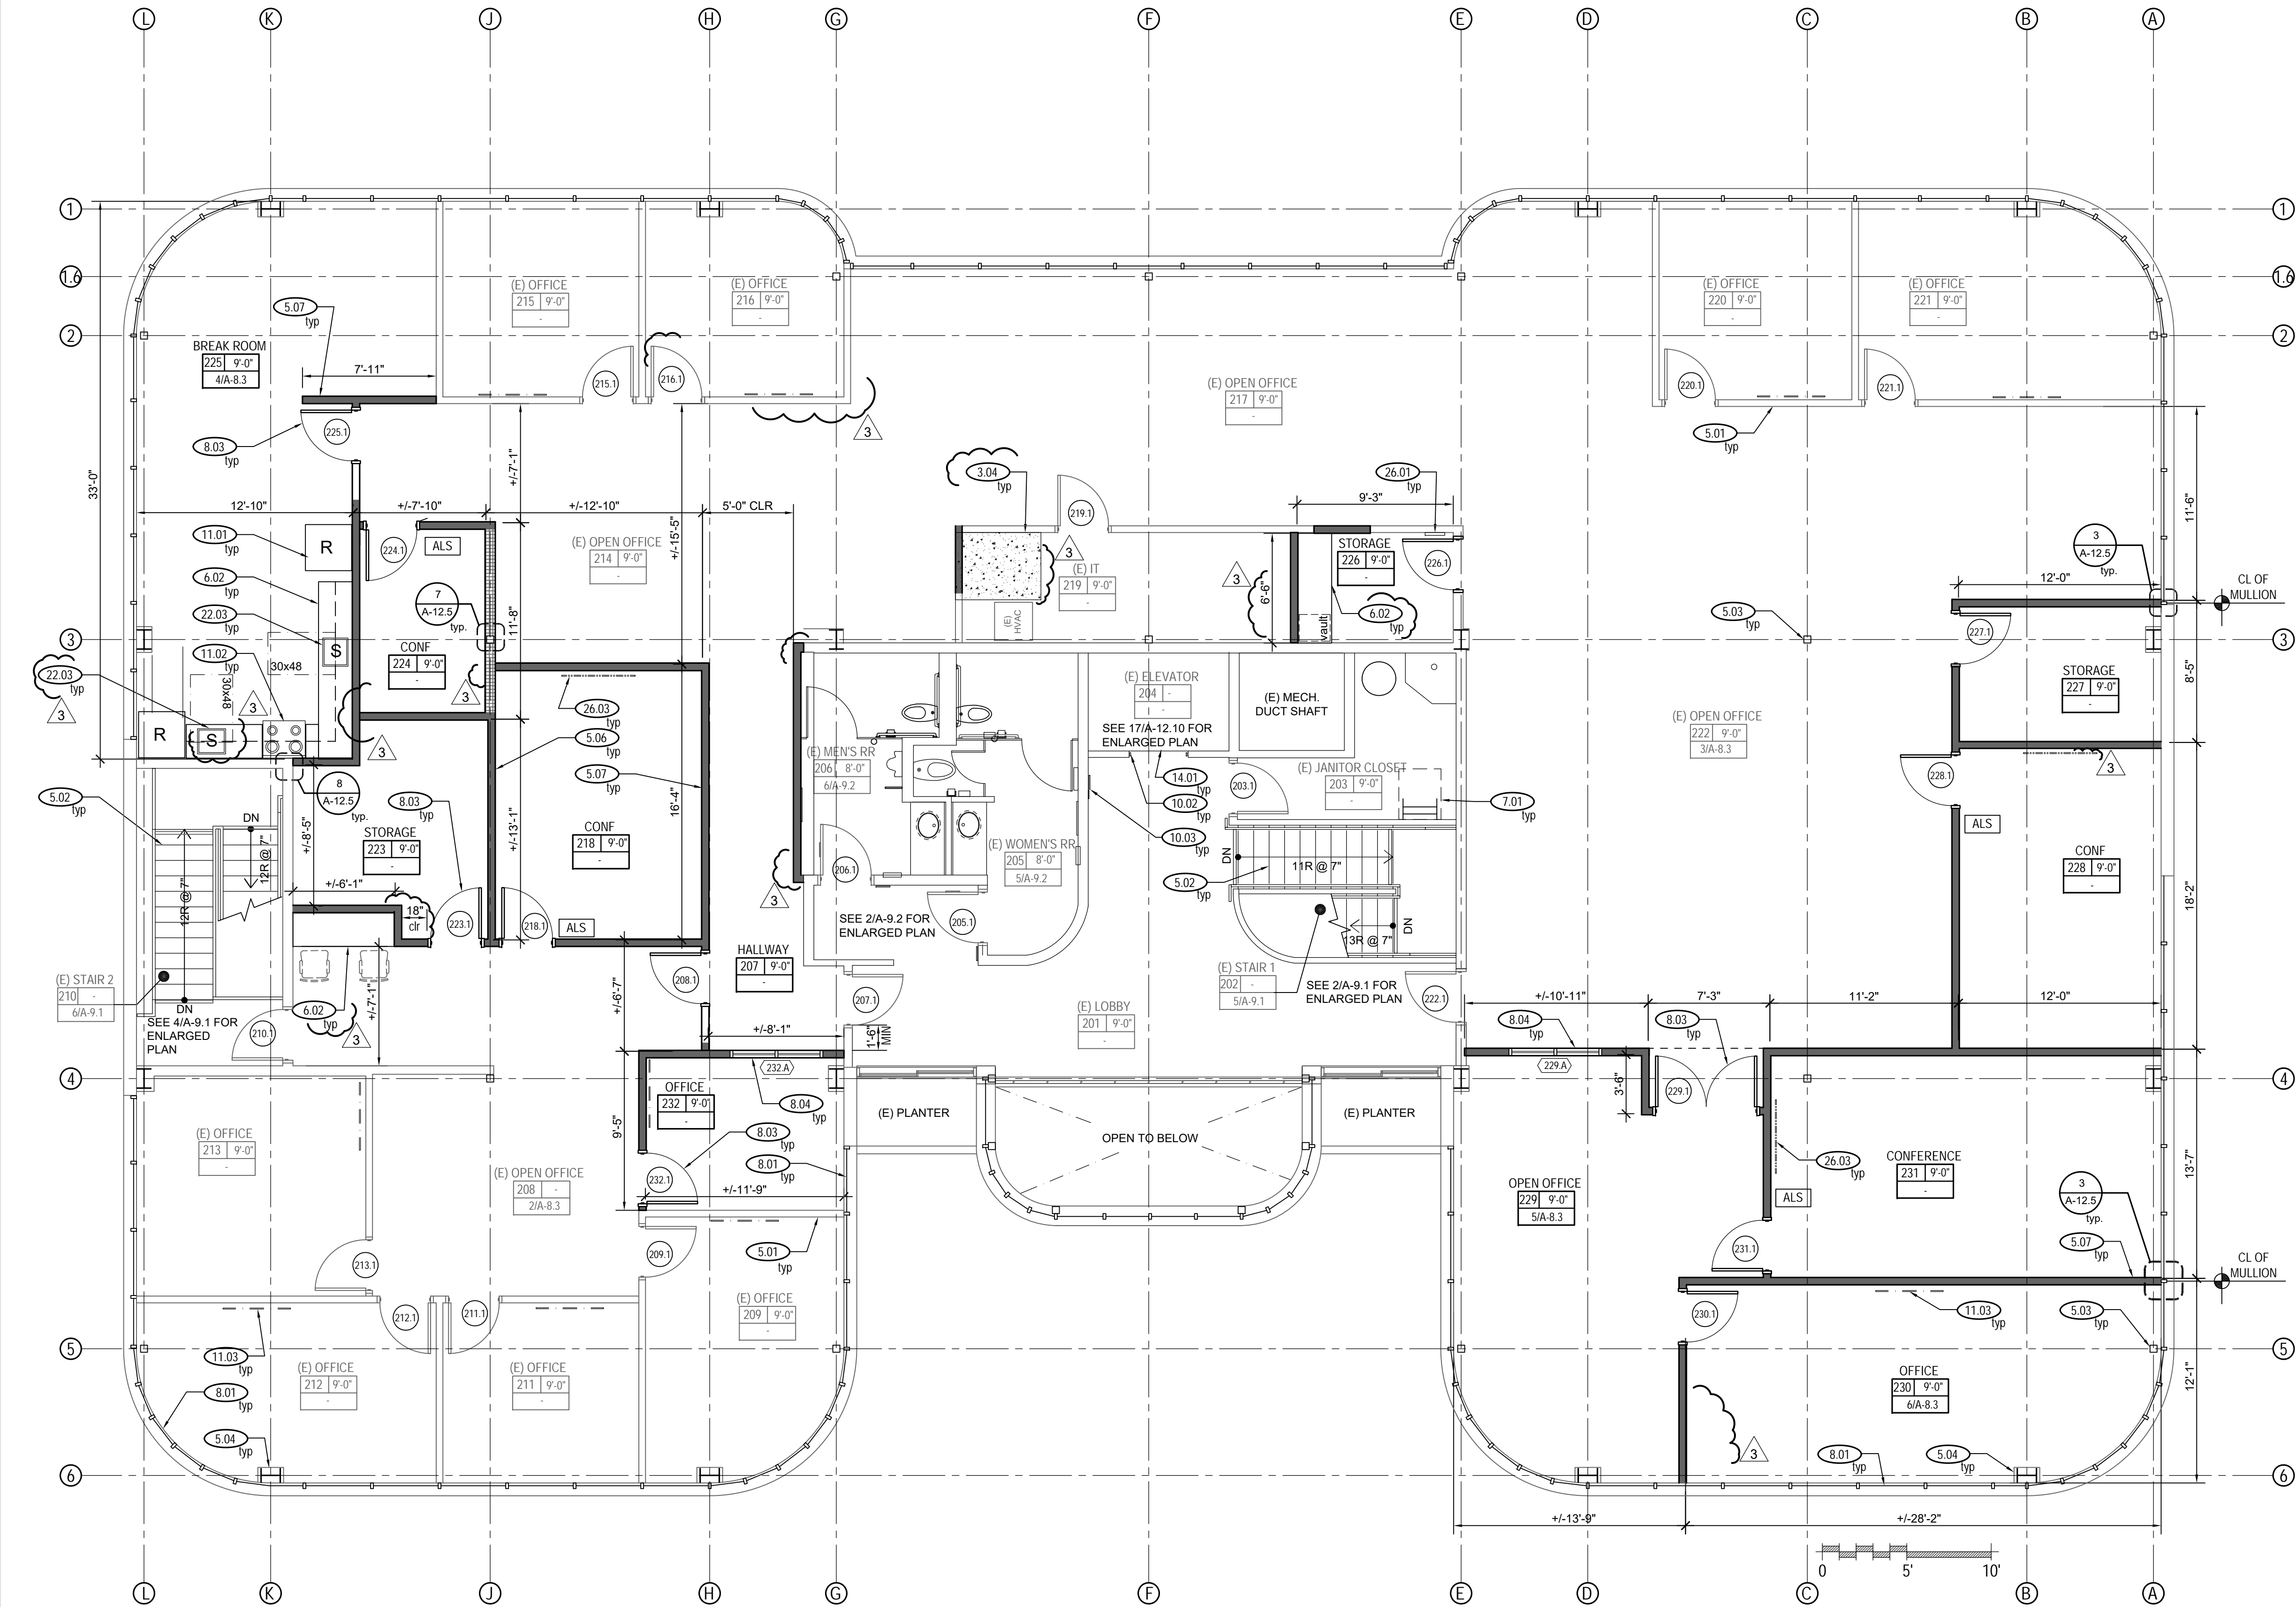 L K J H G F E D C B A
1 1
1.6 1.6
(E) OFFICE
215 9'-0"
-
(E) OFFICE
216 9'-0"
-
(E) OFFICE
220 9'-0"
-
(E) OFFICE
221 9'-0"
-
5.07
typ
2 2
BREAK ROOM
225 9'-0"
4/A-8.3
7'-11"
215.1
216.1
220.1
221.1
(E) OPEN OFFICE
217 9'-0"
-
3
5.01
typ
225.1
8.03
typ
33'-0"
+/-7'-1"
3.04
typ
26.01
typ
9'-3"
12'-10"
+/-7'-10"
+/-12'-10"
5'-0" CLR
+/-15'-5"
11'-6"
219.1
11.01
typ
R
224.1
ALS
(E) OPEN OFFICE
214 9'-0"
-
3
(E) IT
219 9'-0"
-
(E)
HVAC
3
6'-6"
STORAGE
226 9'-0"
-
226.1
3
A-12.5
typ.
12'-0"
CL OF
MULLION
6.02
typ
7
A-12.5
typ.
11'-8"
22.03
typ
S
6.02
typ
vault
5.03
typ
227.1
3 3
11.02
typ
30x48
30x48
CONF
224 9'-0"
-
3
22.03
typ
3
3
(E) ELEVATOR
204 -
-
SEE 17/A-12.10 FOR
ENLARGED PLAN
(E) MECH.
DUCT SHAFT
STORAGE
227 9'-0"
-
8'-5"
26.03
typ
R
S
3
5.06
typ
(E) OPEN OFFICE
222 9'-0"
3/A-8.3
(E) MEN'S RR
206 8'-0"
6/A-9.2
5.07
typ
14.01
typ
203.1
(E) JANITOR CLOSET
203 9'-0"
-
3
228.1
8
A-12.5
typ.
5.02
typ
8.03
typ
10.02
typ
7.01
typ
DN
12R @ 7"
12R @ 7"
+/-8'-5"
STORAGE
223 9'-0"
-
+/-13'-1"
CONF
218 9'-0"
-
16'-4"
10.03
typ
ALS
(E) WOMEN'S RR
205 8'-0"
5/A-9.2
DN
11R @ 7"
CONF
228 9'-0"
-
18'-2"
206.1
5.02
typ
+/-6'-1"
3
18"
clr
223.1
218.1
ALS
SEE 2/A-9.2 FOR
ENLARGED PLAN
205.1
DN
13R @ 7"
HALLWAY
207 9'-0"
-
208.1
(E) STAIR 2
210 -
6/A-9.1
(E) STAIR 1
202 -
5/A-9.1
SEE 2/A-9.1 FOR
ENLARGED PLAN
DN
SEE 4/A-9.1 FOR
ENLARGED
PLAN
210.1
6.02
typ
3
+/-7'-1"
+/-6'-7"
207.1
222.1
+/-8'-1"
1'-6"
MIN
(E) LOBBY
201 9'-0"
-
+/-10'-11"
7'-3"
11'-2"
12'-0"
8.04
typ
8.03
typ
232.A
229.A
4 4
OFFICE
232 9'-0"
-
8.04
typ
(E) PLANTER
(E) PLANTER
OPEN TO BELOW
3'-6"
229.1
9'-5"
8.03
typ
(E) OFFICE
213 9'-0"
-
8.01
typ
26.03
typ
CONFERENCE
231 9'-0"
-
13'-7"
(E) OPEN OFFICE
208 -
2/A-8.3
232.1
+/-11'-9"
OPEN OFFICE
229 9'-0"
5/A-8.3
ALS
3
A-12.5
typ.
213.1
209.1
5.01
typ
231.1
5.07
typ
CL OF
MULLION
212.1
211.1
(E) OFFICE
209 9'-0"
-
230.1
11.03
typ
5.03
typ
5 5
11.03
typ
(E) OFFICE
212 9'-0"
-
(E) OFFICE
211 9'-0"
-
OFFICE
230 9'-0"
6/A-8.3
12'-1"
8.01
typ
5.04
typ
3
8.01
typ
5.04
typ
6 6
+/-13'-9"
+/-28'-2"
0 5' 10'
L K J H G F E D C B A